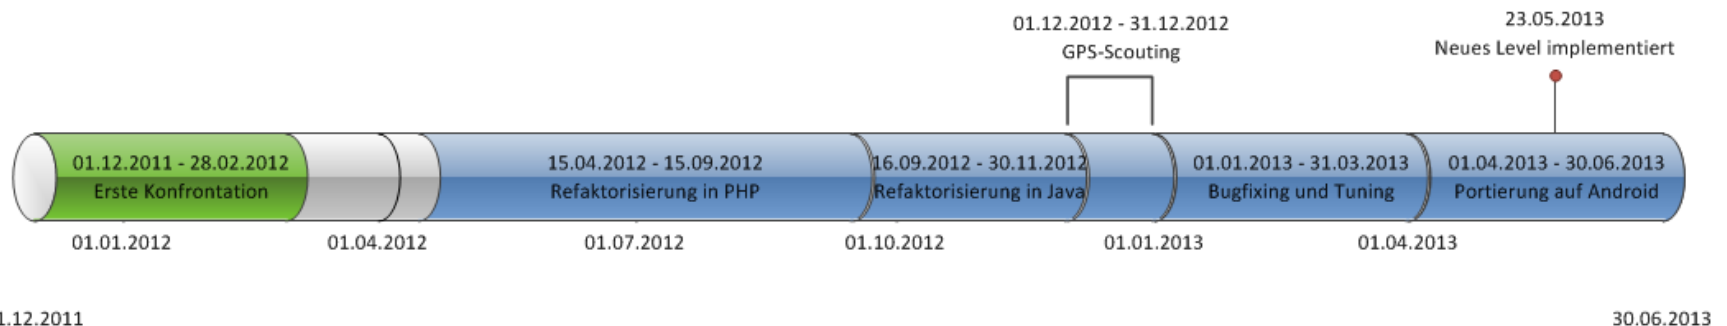 01.12.2012 - 31.12.2012
GPS-Scouting
23.05.2013
Neues Level implementiert
01.12.2011 - 28.02.2012
Erste Konfrontation
15.04.2012 - 15.09.2012
Refaktorisierung in PHP
16.09.2012 - 30.11.2012
Refaktorisierung in Java
01.01.2013 - 31.03.2013
Bugfixing und Tuning
01.04.2013 - 30.06.2013
Portierung auf Android
01.01.2012
01.04.2012
01.07.2012
01.10.2012
01.01.2013
01.04.2013
1.12.2011
30.06.2013